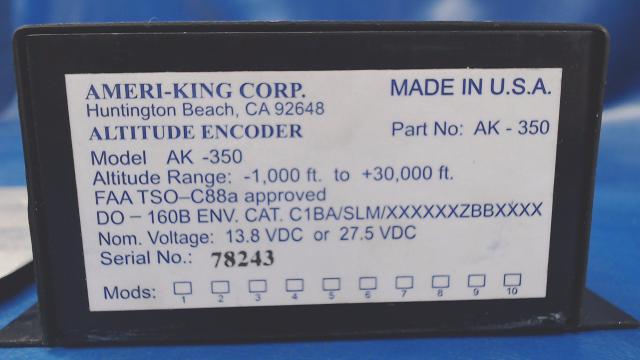 AMERI-KING CORP. MADE IN U.S.A.
Huntington Beach, CA 92648
ALTITUDE ENCODER Part No: AK - 350
Model AK -350
Altitude Range: -1,000 ft. to +30,000 ft.
FAA TSO–C88a approved
DO – 160B ENV. CAT. C1BA/SLM/XXXXXXZBBXXXX
Nom. Voltage: 13.8 VDC or 27.5 VDC
Serial No.: 78243
Mods:
1 2 3 4 5 6 7 8 9 10